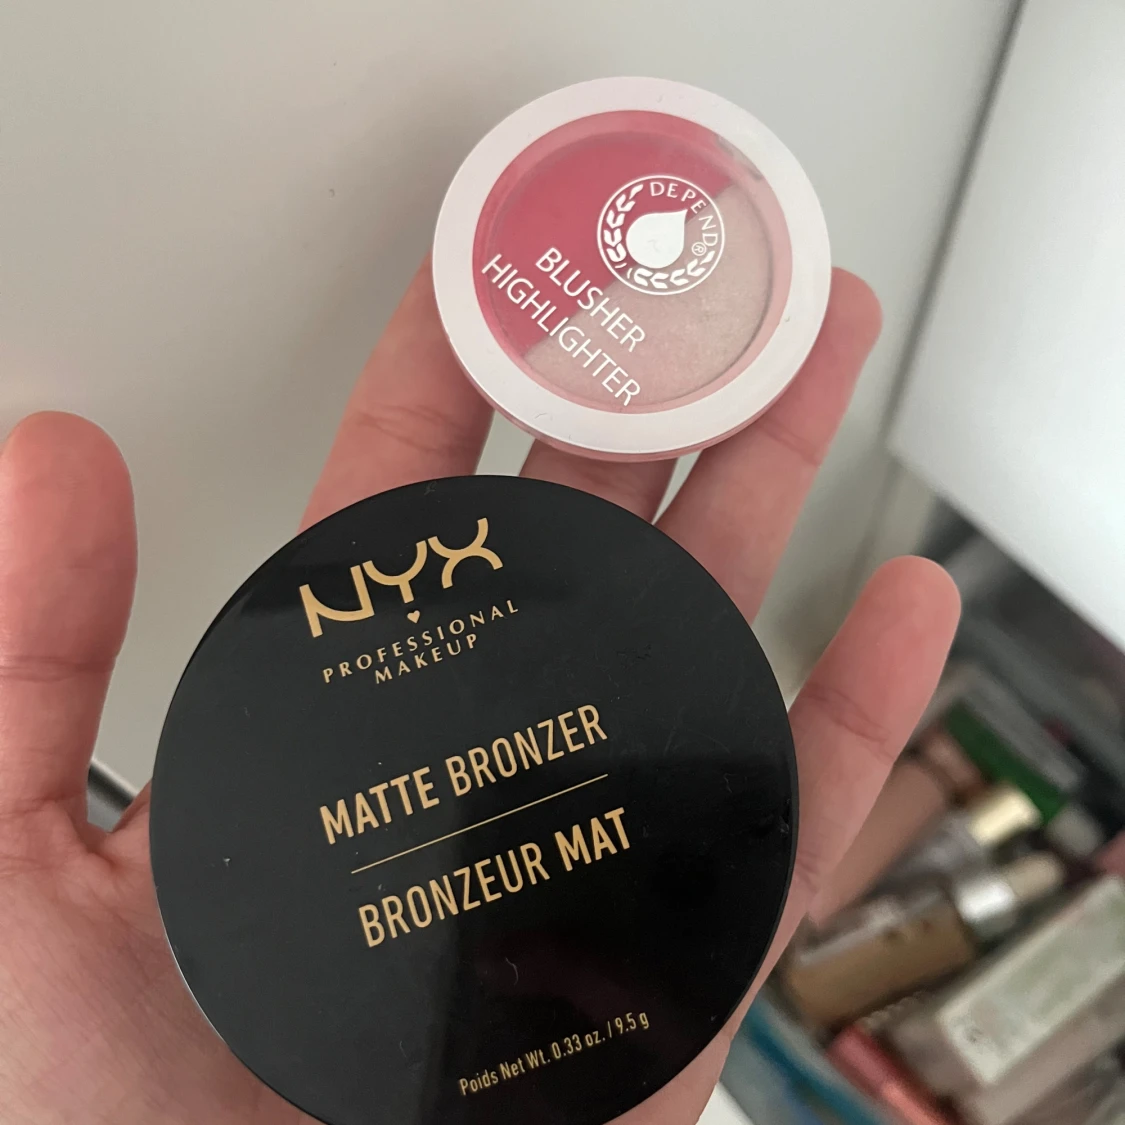 DEPEND®
BLUSHER
HIGHLIGHTER
NYX
PROFESSIONAL
MAKEUP
MATTE BRONZER
BRONZEUR MAT
Poids Net Wt. 0.33 oz. / 9.5 g